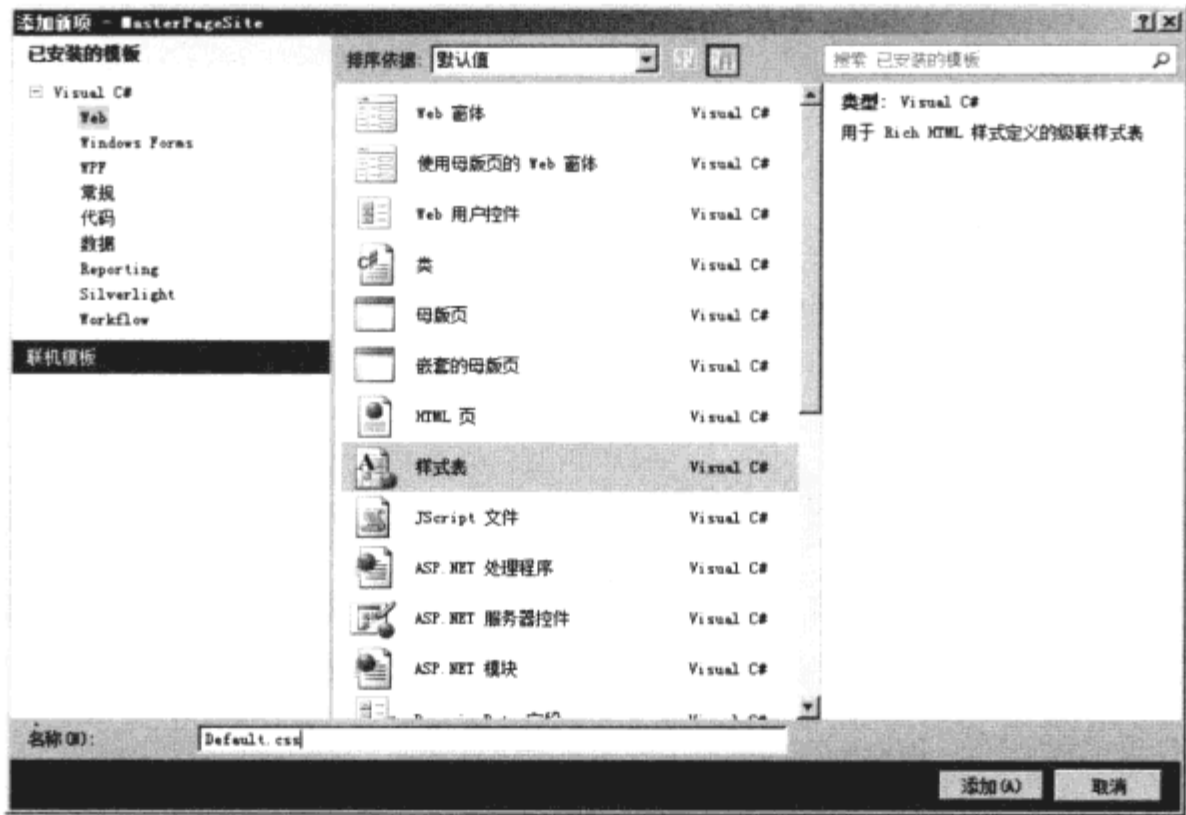 添加新项 - MasterPageSite
已安装的模板
排序依据: 默认值
搜索 已安装的模板
Visual C#
Web
Windows Forms
WPF
常规
代码
数据
Reporting
Silverlight
Workflow
联机模板
Web 窗体 Visual C#
使用母版页的 Web 窗体 Visual C#
Web 用户控件 Visual C#
类 Visual C#
母版页 Visual C#
嵌套的母版页 Visual C#
HTML 页 Visual C#
样式表 Visual C#
JScript 文件 Visual C#
ASP.NET 处理程序 Visual C#
ASP.NET 服务器控件 Visual C#
ASP.NET 模块 Visual C#
类型: Visual C#
用于 Rich HTML 样式定义的级联样式表
名称(N): Default.css
添加(A)
取消